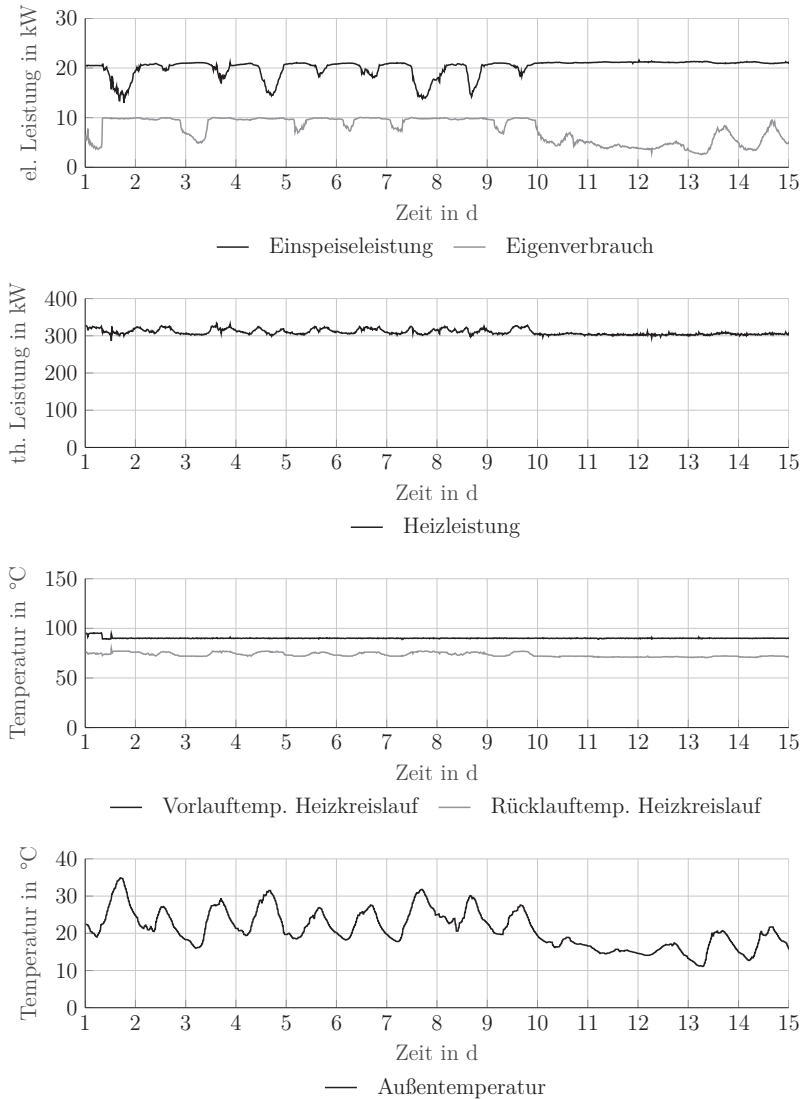 el. Leistung in kW
30
20
10
0
1 2 3 4 5 6 7 8 9 10 11 12 13 14 15
Zeit in d
Einspeiseleistung Eigenverbrauch
th. Leistung in kW
400
300
200
100
0
1 2 3 4 5 6 7 8 9 10 11 12 13 14 15
Zeit in d
Heizleistung
Temperatur in °C
150
100
50
0
1 2 3 4 5 6 7 8 9 10 11 12 13 14 15
Zeit in d
Vorlauftemp. Heizkreislauf Rücklauftemp. Heizkreislauf
Temperatur in °C
40
30
20
10
0
1 2 3 4 5 6 7 8 9 10 11 12 13 14 15
Zeit in d
Außentemperatur